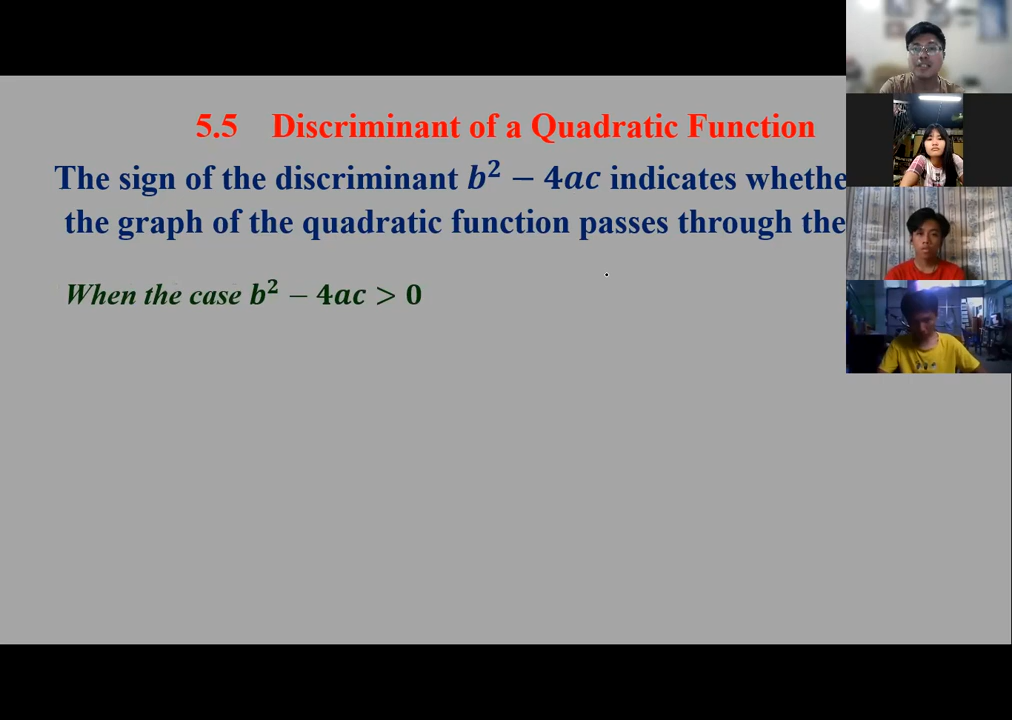 5.5 Discriminant of a Quadratic Function
The sign of the discriminant b² − 4ac indicates whethe
the graph of the quadratic function passes through the
When the case b² − 4ac > 0